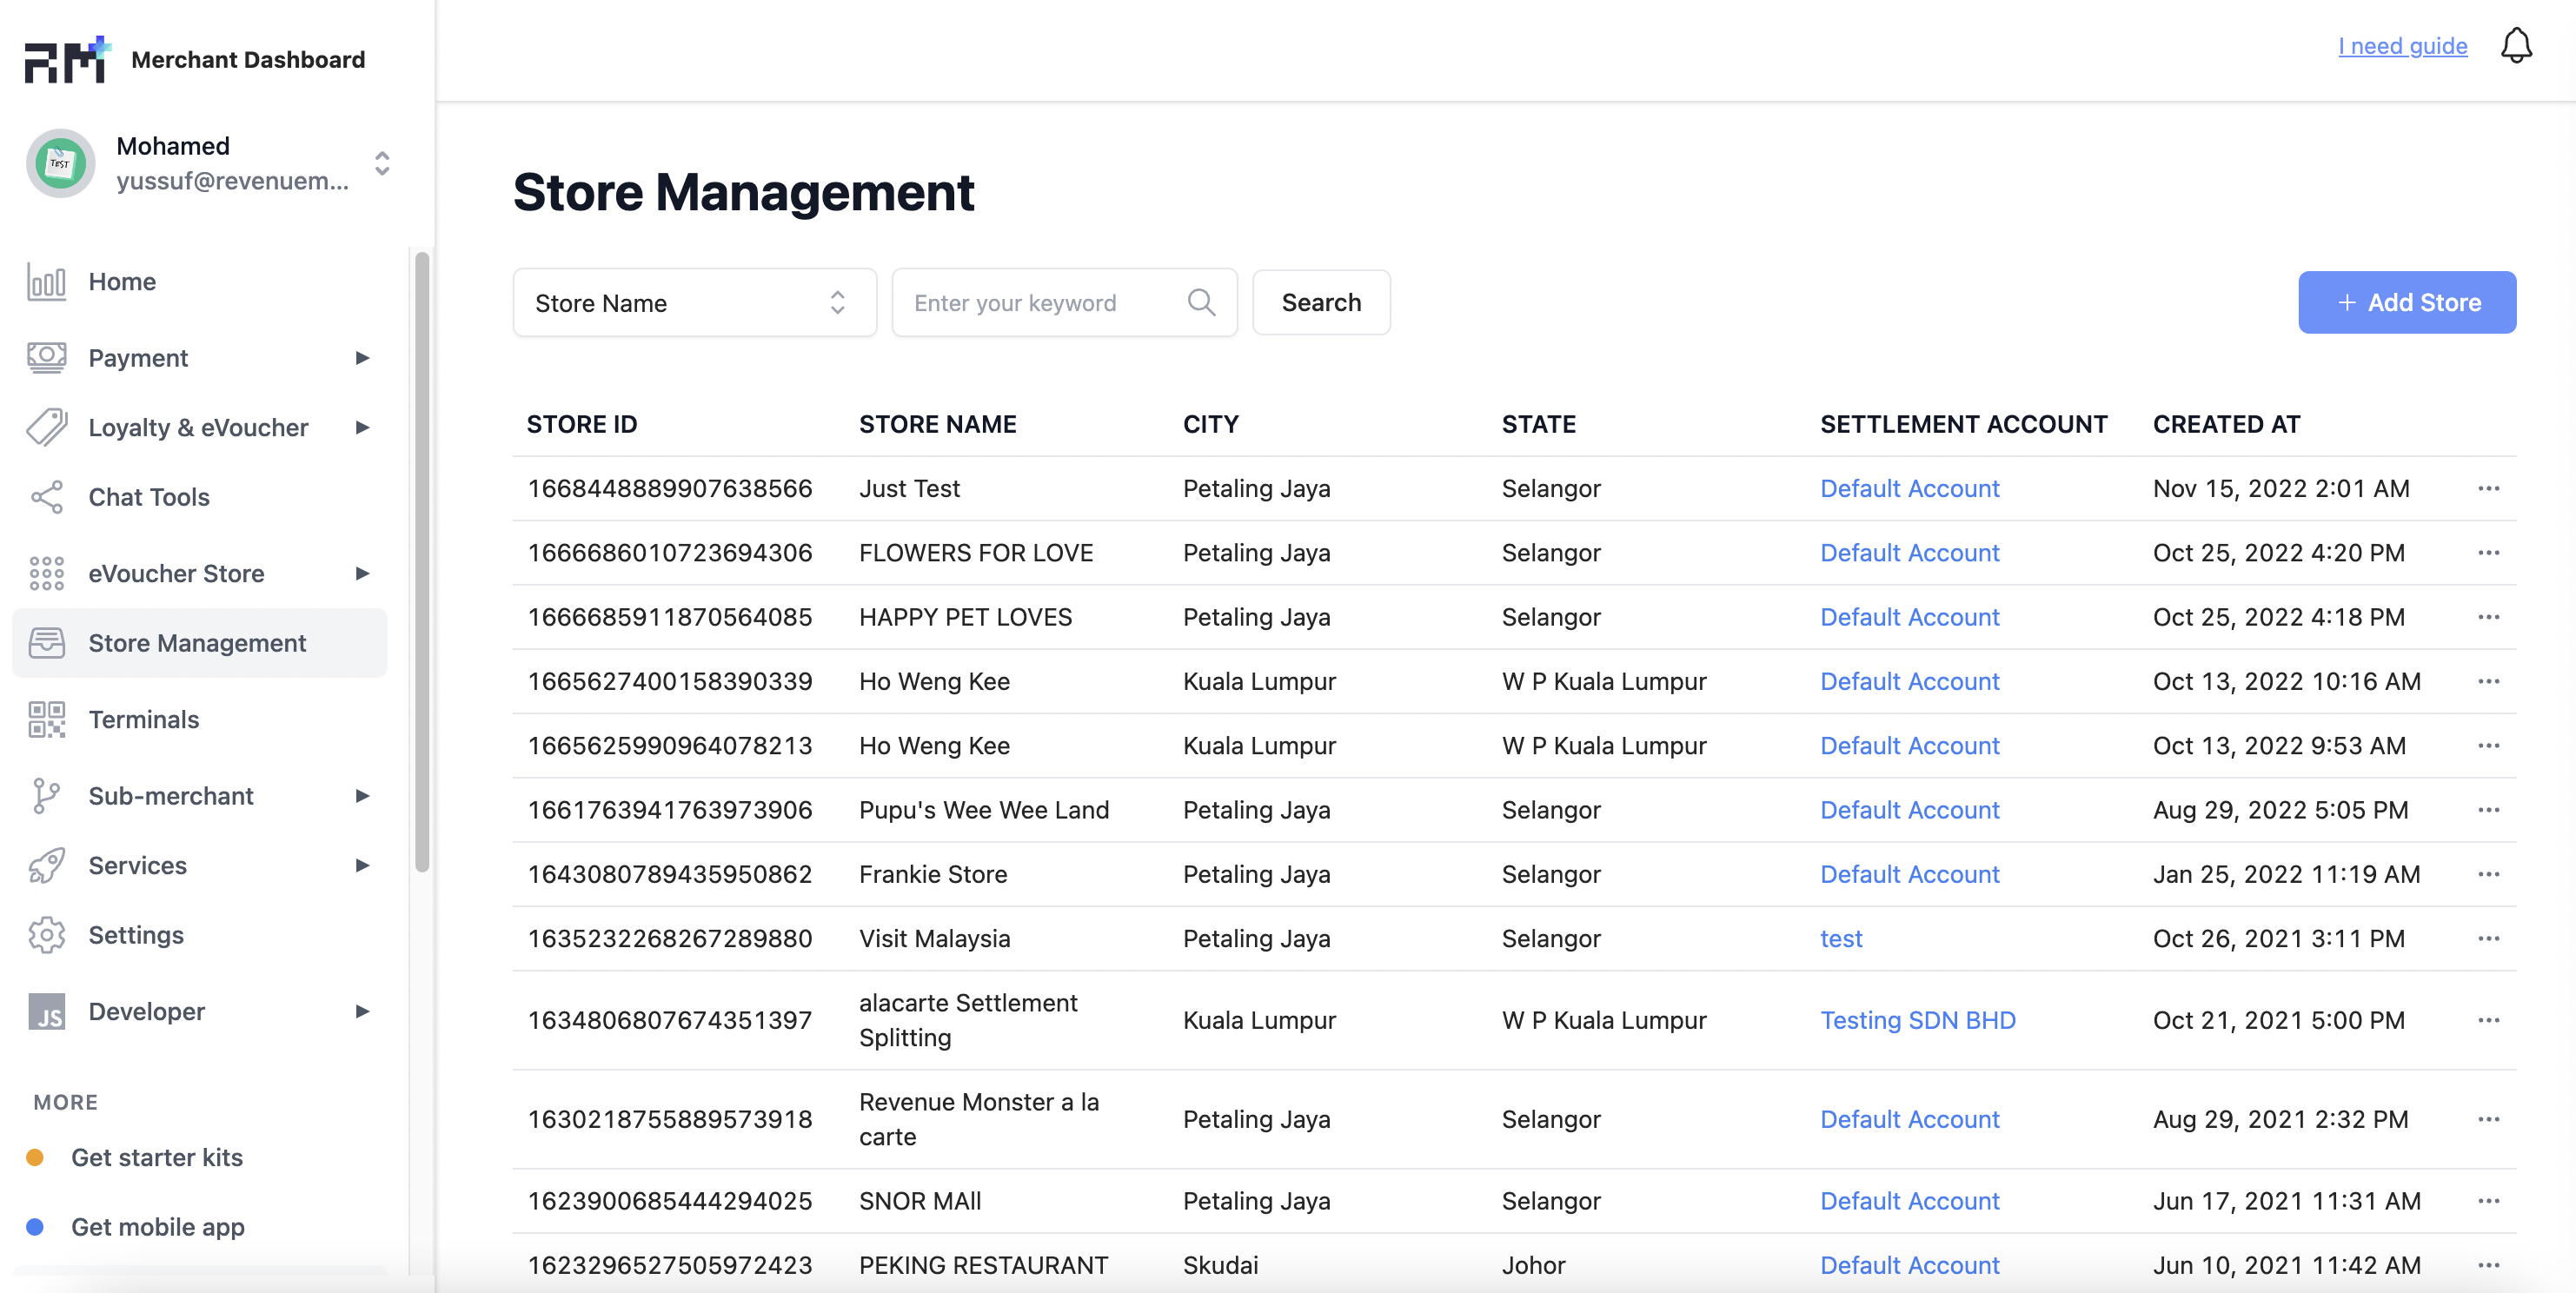 RM Merchant Dashboard
I need guide
TEST
Mohamed
yussuf@revenuem...
Home
Payment
Loyalty & eVoucher
Chat Tools
eVoucher Store
Store Management
Terminals
Sub-merchant
Services
Settings
JS Developer
MORE
Get starter kits
Get mobile app
Store Management
Store Name Enter your keyword Search + Add Store
STORE ID STORE NAME CITY STATE SETTLEMENT ACCOUNT CREATED AT
1668448889907638566 Just Test Petaling Jaya Selangor Default Account Nov 15, 2022 2:01 AM ...
1666686010723694306 FLOWERS FOR LOVE Petaling Jaya Selangor Default Account Oct 25, 2022 4:20 PM ...
1666685911870564085 HAPPY PET LOVES Petaling Jaya Selangor Default Account Oct 25, 2022 4:18 PM ...
1665627400158390339 Ho Weng Kee Kuala Lumpur W P Kuala Lumpur Default Account Oct 13, 2022 10:16 AM ...
1665625990964078213 Ho Weng Kee Kuala Lumpur W P Kuala Lumpur Default Account Oct 13, 2022 9:53 AM ...
1661763941763973906 Pupu's Wee Wee Land Petaling Jaya Selangor Default Account Aug 29, 2022 5:05 PM ...
1643080789435950862 Frankie Store Petaling Jaya Selangor Default Account Jan 25, 2022 11:19 AM ...
1635232268267289880 Visit Malaysia Petaling Jaya Selangor test Oct 26, 2021 3:11 PM ...
1634806807674351397 alacarte Settlement Splitting Kuala Lumpur W P Kuala Lumpur Testing SDN BHD Oct 21, 2021 5:00 PM ...
1630218755889573918 Revenue Monster a la carte Petaling Jaya Selangor Default Account Aug 29, 2021 2:32 PM ...
1623900685444294025 SNOR MAll Petaling Jaya Selangor Default Account Jun 17, 2021 11:31 AM ...
1623296527505972423 PEKING RESTAURANT Skudai Johor Default Account Jun 10, 2021 11:42 AM ...